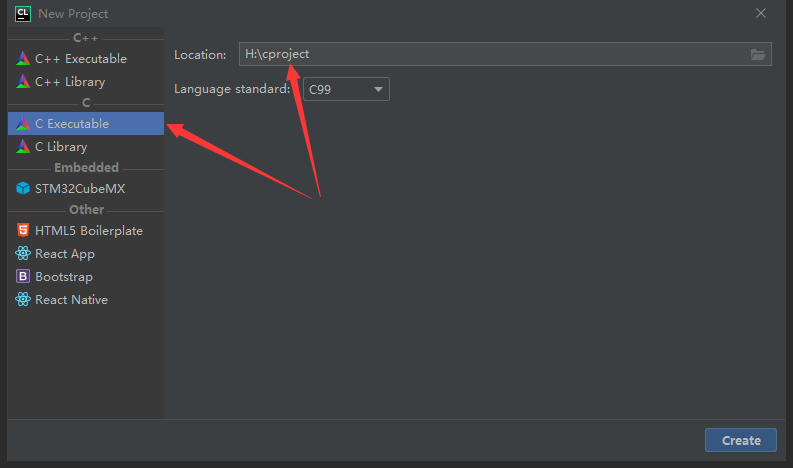 CL New Project
C++
C++ Executable
C++ Library
C
C Executable
C Library
Embedded
STM32CubeMX
Other
HTML5 Boilerplate
React App
B Bootstrap
React Native
Location: H:\cproject
Language standard: C99
Create